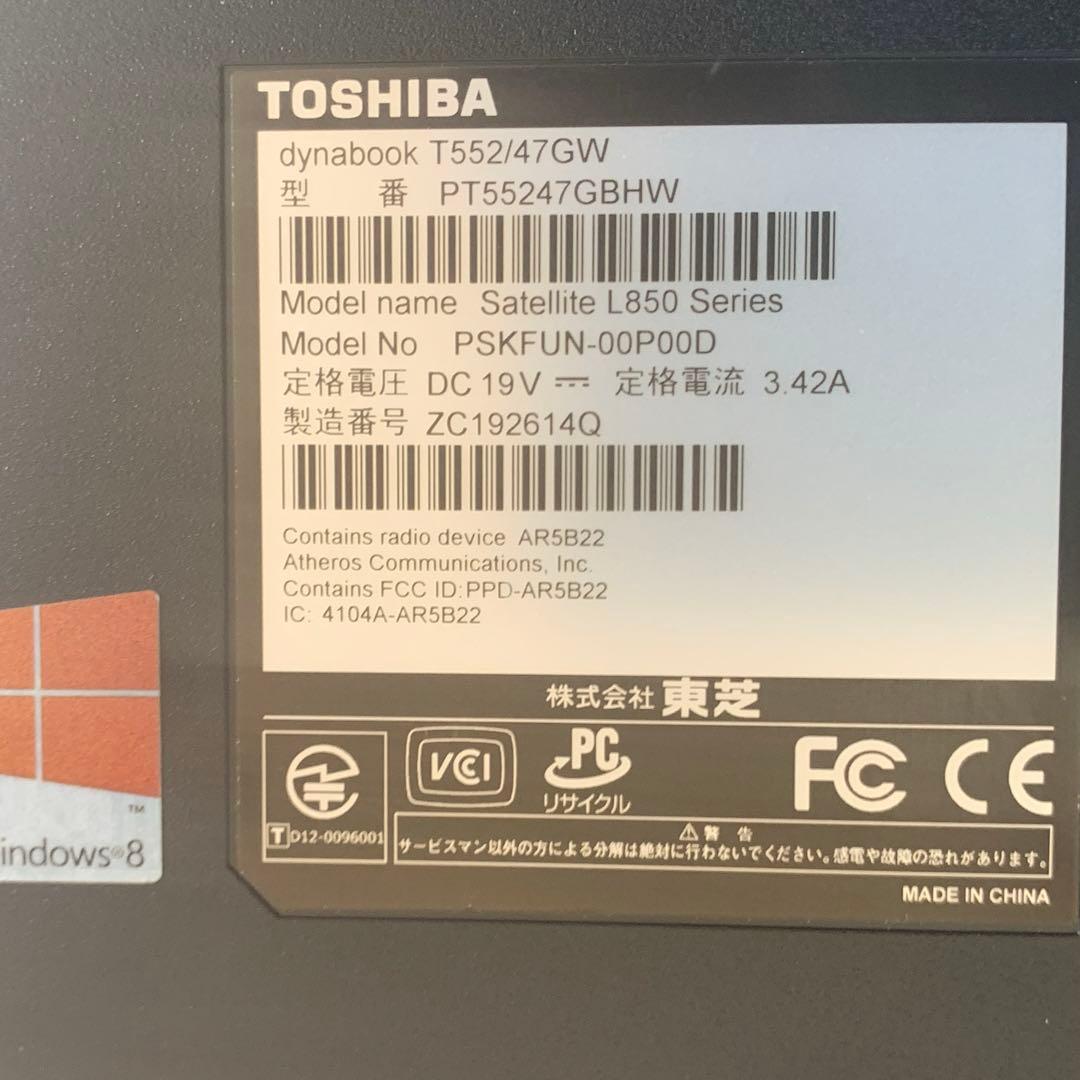 TOSHIBA
dynabook T552/47GW
型 番 PT55247GBHW
Model name Satellite L850 Series
Model No PSKFUN-00P00D
定格電圧 DC 19V ⎓ 定格電流 3.42A
製造番号 ZC192614Q
Contains radio device AR5B22
Atheros Communications, Inc.
Contains FCC ID:PPD-AR5B22
IC: 4104A-AR5B22
株式会社 東芝
VCCI
PC
リサイクル
FC CE
T D12-0096001
⚠警 告
サービスマン以外の方による分解は絶対に行わないでください。感電や故障の恐れがあります。
MADE IN CHINA
indows®8
TM